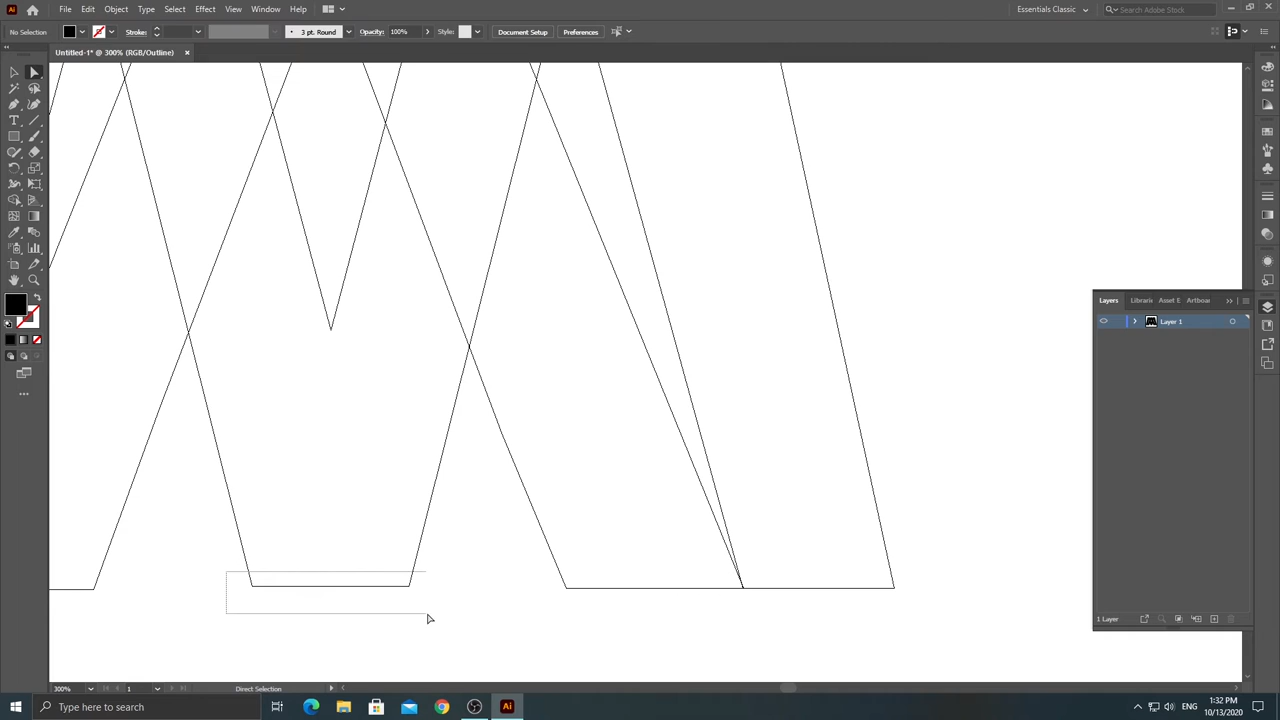 File Edit Object Type Select Effect View Window Help
Essentials Classic
Search Adobe Stock
No Selection
Stroke:
3 pt. Round
Opacity: 100%
Style:
Document Setup
Preferences
Untitled-1* @ 300% (RGB/Outline)
Layers Librarie Asset E Artboar
Layer 1
1 Layer
300%
1
Direct Selection
Type here to search
1:32 PM
10/13/2020